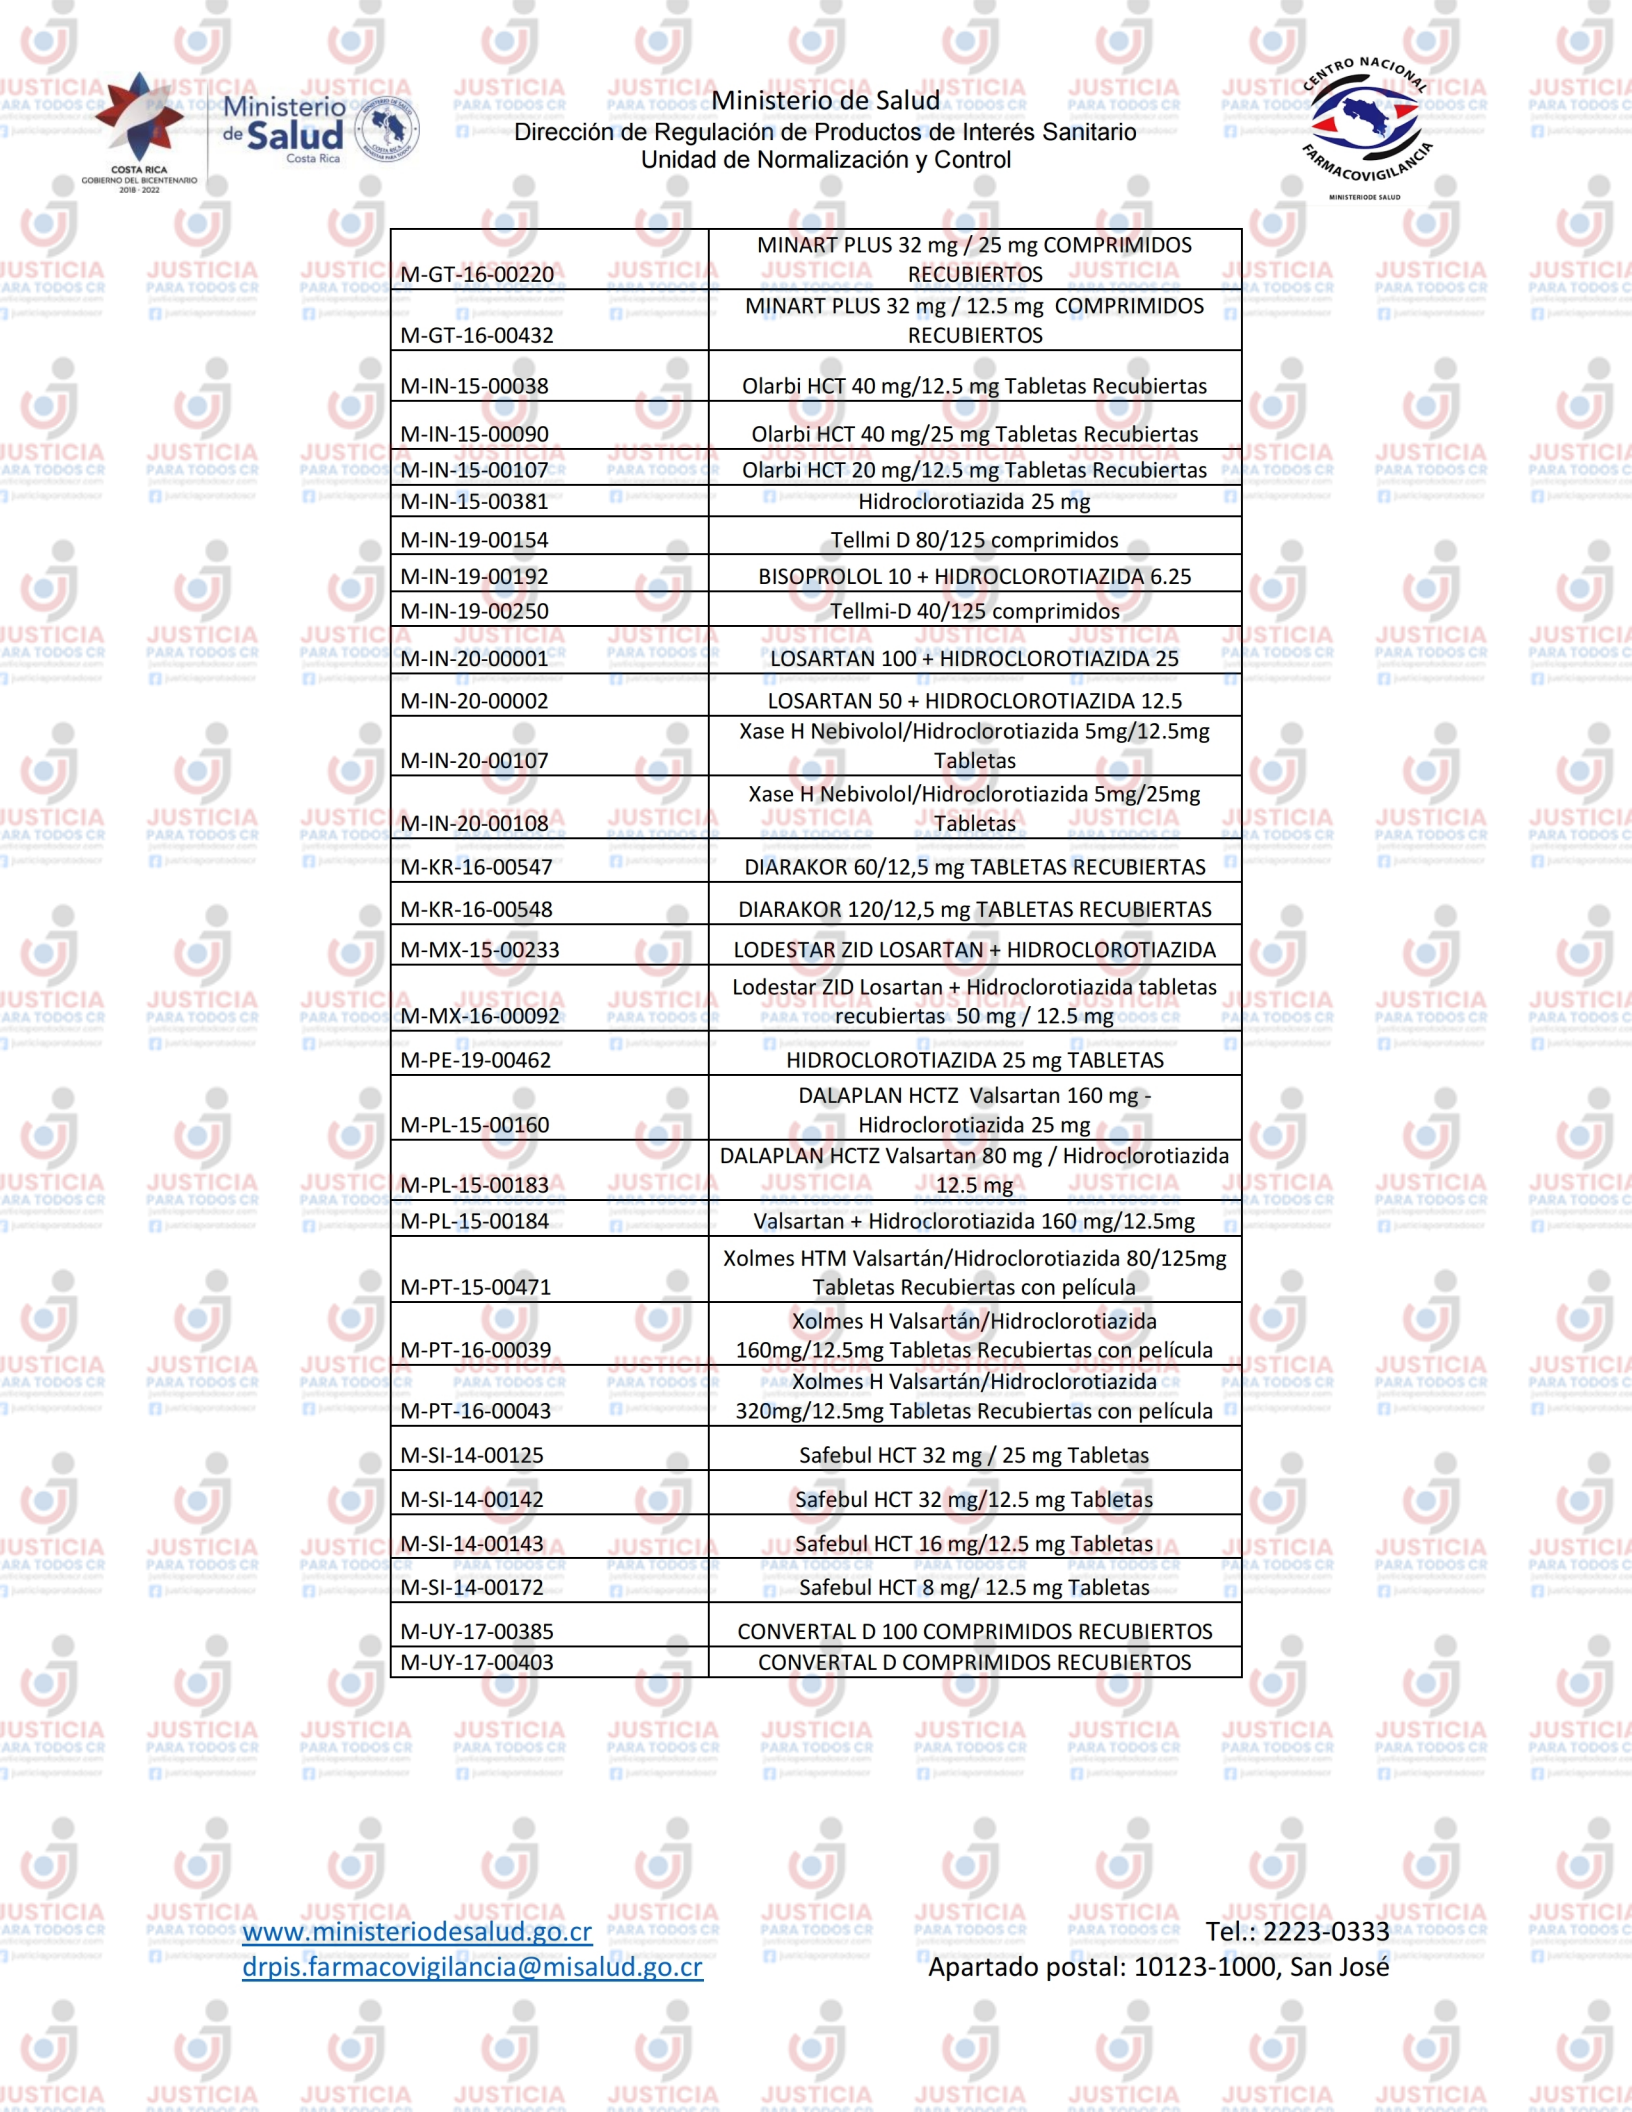 COSTA RICA
GOBIERNO DEL BICENTENARIO
2018 - 2022
Ministerio
de Salud
Costa Rica
Ministerio de Salud
Dirección de Regulación de Productos de Interés Sanitario
Unidad de Normalización y Control
CENTRO NACIONAL
FARMACOVIGILANCIA
MINISTERIODE SALUD
MINART PLUS 32 mg / 25 mg COMPRIMIDOS
M-GT-16-00220 RECUBIERTOS
MINART PLUS 32 mg / 12.5 mg COMPRIMIDOS
M-GT-16-00432 RECUBIERTOS
M-IN-15-00038 Olarbi HCT 40 mg/12.5 mg Tabletas Recubiertas
M-IN-15-00090 Olarbi HCT 40 mg/25 mg Tabletas Recubiertas
M-IN-15-00107 Olarbi HCT 20 mg/12.5 mg Tabletas Recubiertas
M-IN-15-00381 Hidroclorotiazida 25 mg
M-IN-19-00154 Tellmi D 80/125 comprimidos
M-IN-19-00192 BISOPROLOL 10 + HIDROCLOROTIAZIDA 6.25
M-IN-19-00250 Tellmi-D 40/125 comprimidos
M-IN-20-00001 LOSARTAN 100 + HIDROCLOROTIAZIDA 25
M-IN-20-00002 LOSARTAN 50 + HIDROCLOROTIAZIDA 12.5
Xase H Nebivolol/Hidroclorotiazida 5mg/12.5mg
M-IN-20-00107 Tabletas
Xase H Nebivolol/Hidroclorotiazida 5mg/25mg
M-IN-20-00108 Tabletas
M-KR-16-00547 DIARAKOR 60/12,5 mg TABLETAS RECUBIERTAS
M-KR-16-00548 DIARAKOR 120/12,5 mg TABLETAS RECUBIERTAS
M-MX-15-00233 LODESTAR ZID LOSARTAN + HIDROCLOROTIAZIDA
Lodestar ZID Losartan + Hidroclorotiazida tabletas
M-MX-16-00092 recubiertas 50 mg / 12.5 mg
M-PE-19-00462 HIDROCLOROTIAZIDA 25 mg TABLETAS
DALAPLAN HCTZ Valsartan 160 mg -
M-PL-15-00160 Hidroclorotiazida 25 mg
DALAPLAN HCTZ Valsartan 80 mg / Hidroclorotiazida
M-PL-15-00183 12.5 mg
M-PL-15-00184 Valsartan + Hidroclorotiazida 160 mg/12.5mg
Xolmes HTM Valsartán/Hidroclorotiazida 80/125mg
M-PT-15-00471 Tabletas Recubiertas con película
Xolmes H Valsartán/Hidroclorotiazida
M-PT-16-00039 160mg/12.5mg Tabletas Recubiertas con película
Xolmes H Valsartán/Hidroclorotiazida
M-PT-16-00043 320mg/12.5mg Tabletas Recubiertas con película
M-SI-14-00125 Safebul HCT 32 mg / 25 mg Tabletas
M-SI-14-00142 Safebul HCT 32 mg/12.5 mg Tabletas
M-SI-14-00143 Safebul HCT 16 mg/12.5 mg Tabletas
M-SI-14-00172 Safebul HCT 8 mg/ 12.5 mg Tabletas
M-UY-17-00385 CONVERTAL D 100 COMPRIMIDOS RECUBIERTOS
M-UY-17-00403 CONVERTAL D COMPRIMIDOS RECUBIERTOS
www.ministeriodesalud.go.cr Tel.: 2223-0333
drpis.farmacovigilancia@misalud.go.cr Apartado postal: 10123-1000, San José
JUSTICIA
PARA TODOS CR
justiciaparatodoscr.com
justiciaparatodoscr